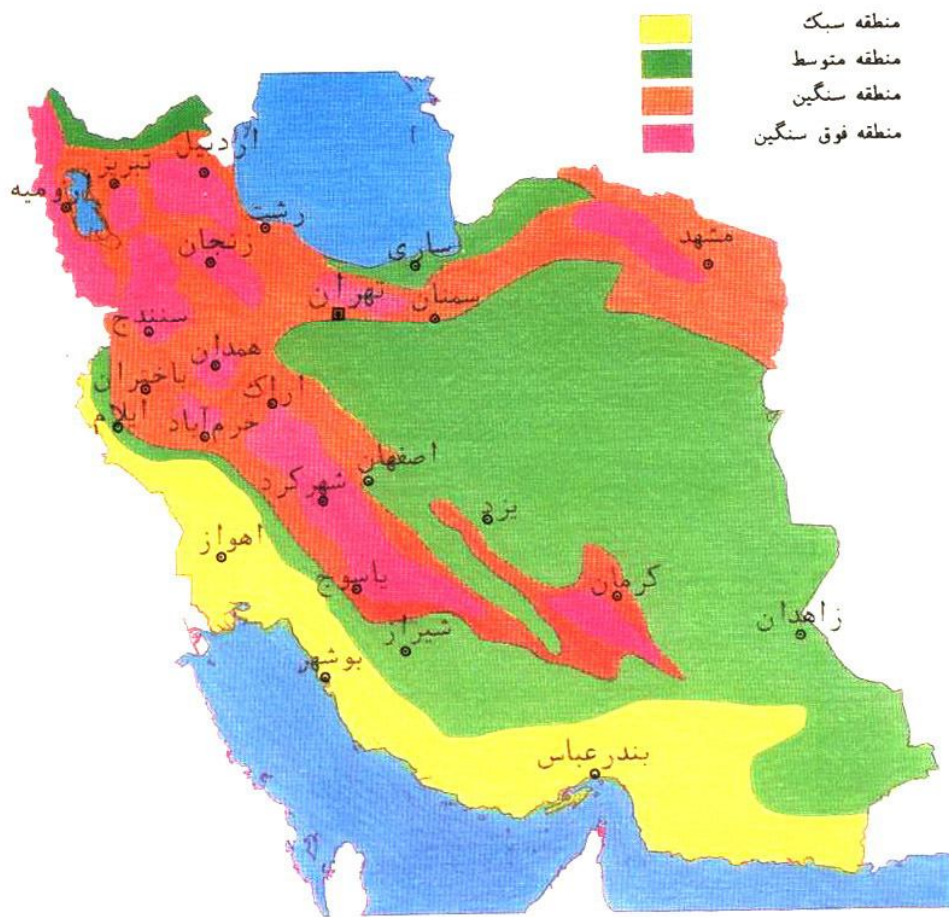 منطقه سبک
منطقه متوسط
منطقه سنگین
منطقه فوق سنگین
اردبیل
تبریز
ارومیه
رشت
زنجان
ساری
مشهد
تهران
سمنان
سنندج
همدان
باختران
اراک
ایلام
خرم‌آباد
اصفهان
شهرکرد
یزد
اهواز
یاسوج
کرمان
شیراز
زاهدان
بوشهر
بندرعباس